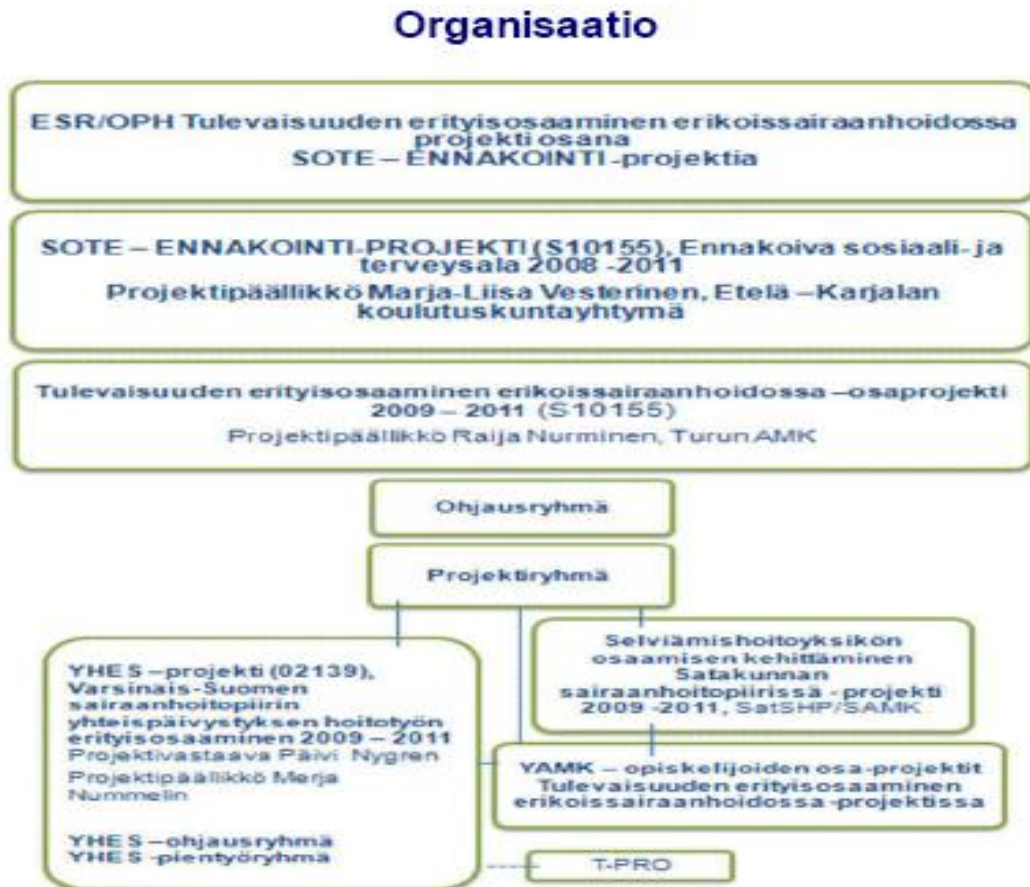 Organisaatio
ESR/OPH Tulevaisuuden erityisosaaminen erikoissairaanhoidossa
projekti osana
SOTE – ENNAKOINTI -projektia
SOTE – ENNAKOINTI-PROJEKTI (S10155), Ennakoiva sosiaali- ja
terveysala 2008 -2011
Projektipäällikkö Marja-Liisa Vesterinen, Etelä –Karjalan
koulutuskuntayhtymä
Tulevaisuuden erityisosaaminen erikoissairaanhoidossa –osaprojekti
2009 – 2011 (S10155)
Projektipäällikkö Raija Nurminen, Turun AMK
Ohjausryhmä
Projektiryhmä
YHES –projekti (02139),
Varsinais-Suomen
sairaanhoitopiirin
yhteispäivystyksen hoitotyön
erityisosaaminen 2009 – 2011
Projektivastaava Päivi Nygren
Projektipäällikkö Merja
Nummelin
YHES –ohjausryhmä
YHES -pientyöryhmä
Selviämishoitoyksikön
osaamisen kehittäminen
Satakunnan
sairaanhoitopiirissä - projekti
2009 -2011, SatSHP/SAMK
YAMK – opiskelijoiden osa-projektit
Tulevaisuuden erityisosaaminen
erikoissairaanhoidossa -projektissa
T-PRO